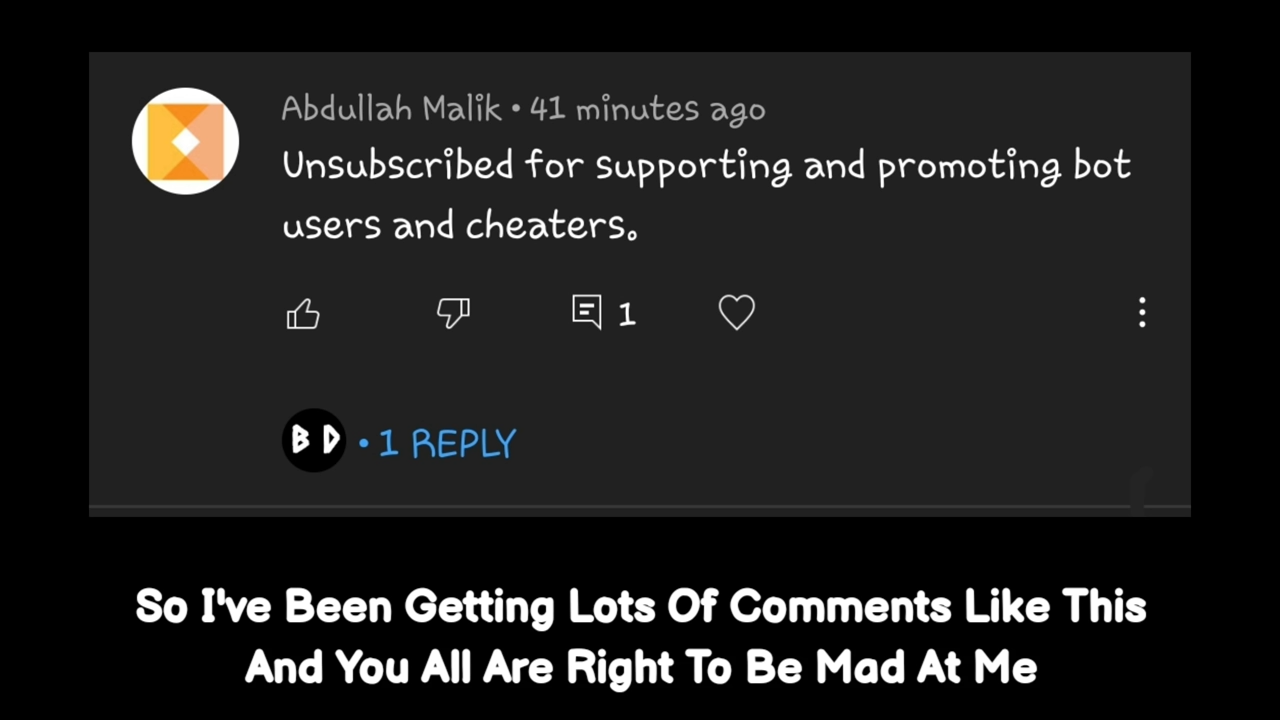 Abdullah Malik • 41 minutes ago
Unsubscribed for supporting and promoting bot
users and cheaters.
1
B D • 1 REPLY
So I've Been Getting Lots Of Comments Like This
And You All Are Right To Be Mad At Me